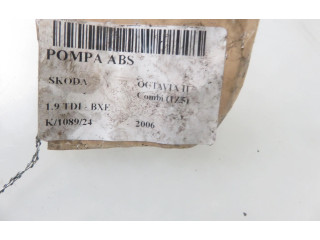 POMPA ABS
SKODA OCTAVIA II
Combi (1Z5)
1.9 TDI - BXE
K/1089/24 2006